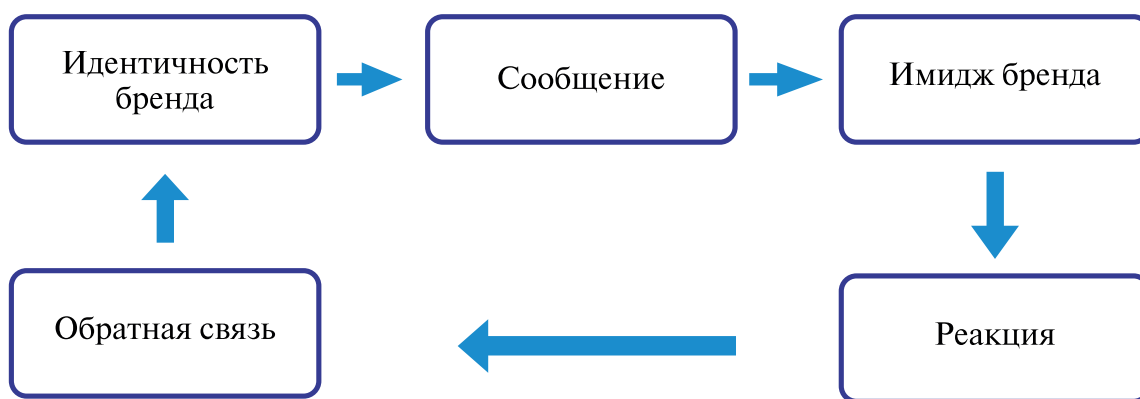 Идентичность
бренда
Сообщение
Имидж бренда
Обратная связь
Реакция